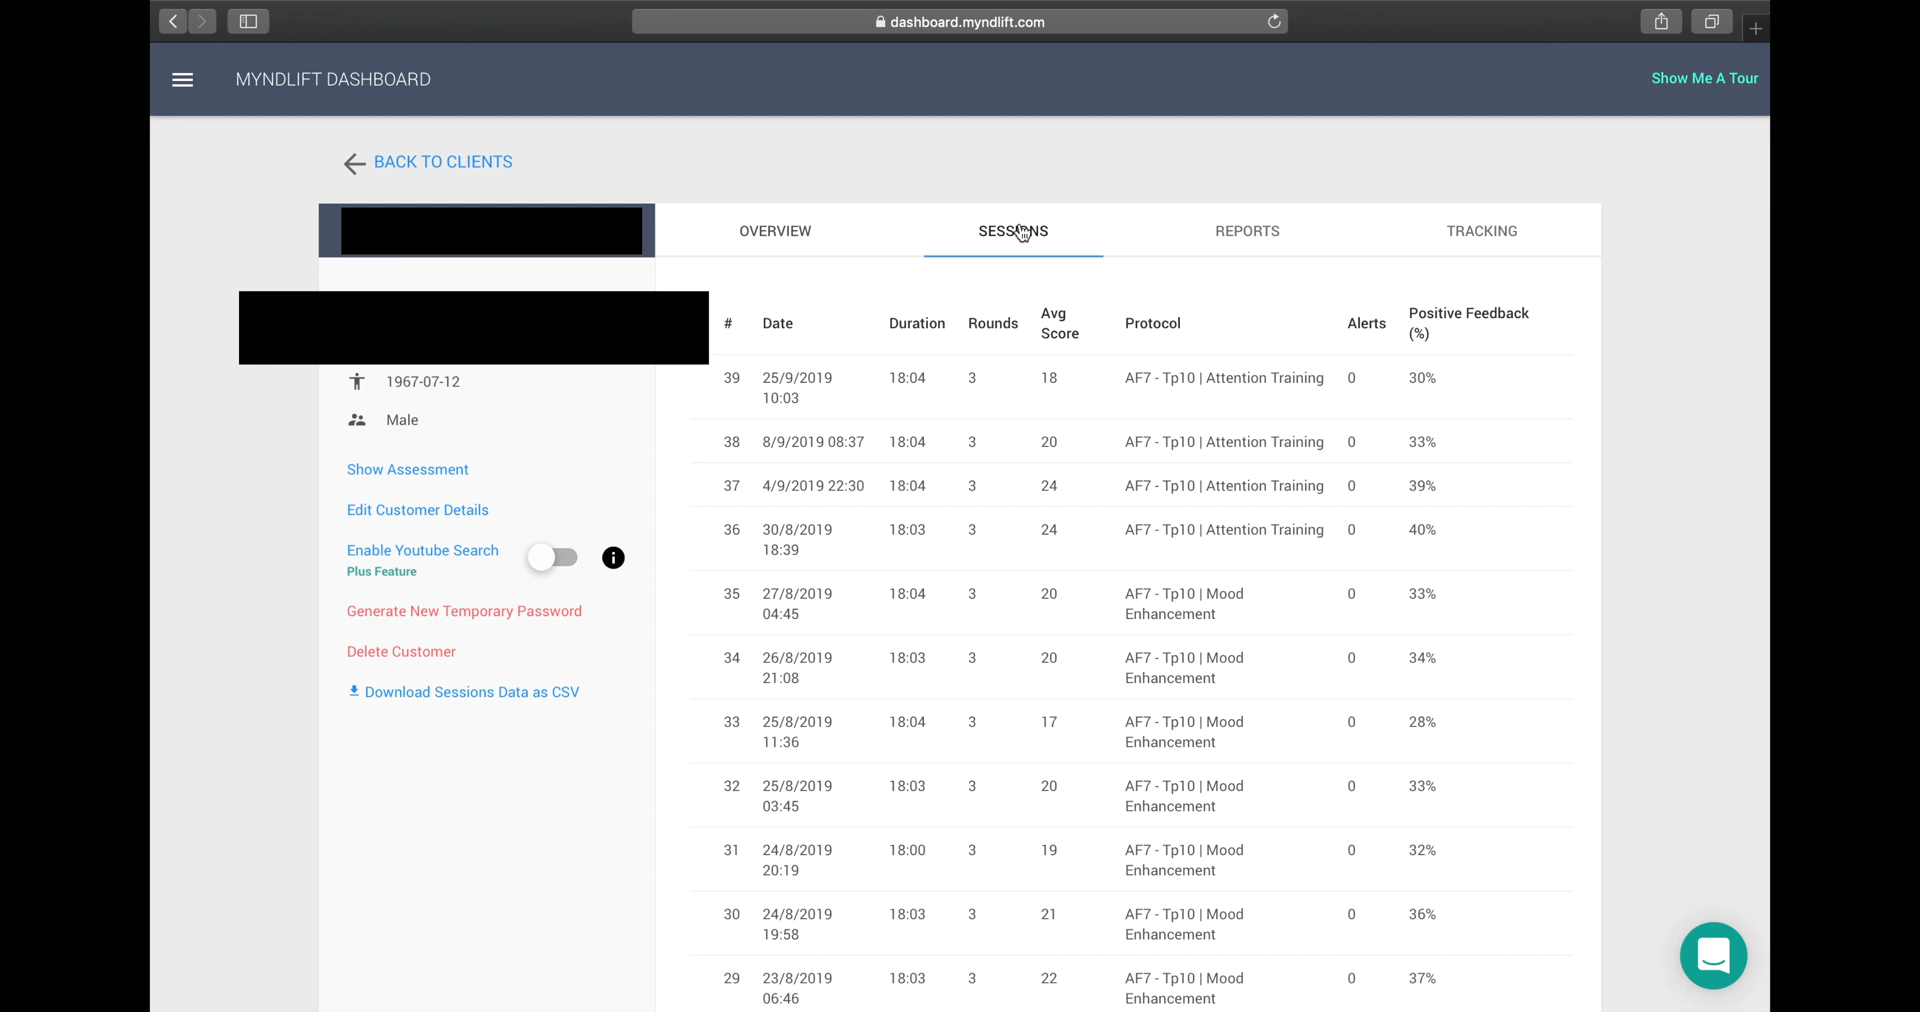 dashboard.myndlift.com
MYNDLIFT DASHBOARD
Show Me A Tour
BACK TO CLIENTS
OVERVIEW
SESSIONS
REPORTS
TRACKING
1967-07-12
Male
Show Assessment
Edit Customer Details
Enable Youtube Search
Plus Feature
Generate New Temporary Password
Delete Customer
Download Sessions Data as CSV
# Date Duration Rounds Avg Score Protocol Alerts Positive Feedback (%)
39 25/9/2019 10:03 18:04 3 18 AF7 - Tp10 | Attention Training 0 30%
38 8/9/2019 08:37 18:04 3 20 AF7 - Tp10 | Attention Training 0 33%
37 4/9/2019 22:30 18:04 3 24 AF7 - Tp10 | Attention Training 0 39%
36 30/8/2019 18:39 18:03 3 24 AF7 - Tp10 | Attention Training 0 40%
35 27/8/2019 04:45 18:04 3 20 AF7 - Tp10 | Mood Enhancement 0 33%
34 26/8/2019 21:08 18:03 3 20 AF7 - Tp10 | Mood Enhancement 0 34%
33 25/8/2019 11:36 18:04 3 17 AF7 - Tp10 | Mood Enhancement 0 28%
32 25/8/2019 03:45 18:03 3 20 AF7 - Tp10 | Mood Enhancement 0 33%
31 24/8/2019 20:19 18:00 3 19 AF7 - Tp10 | Mood Enhancement 0 32%
30 24/8/2019 19:58 18:03 3 21 AF7 - Tp10 | Mood Enhancement 0 36%
29 23/8/2019 06:46 18:03 3 22 AF7 - Tp10 | Mood Enhancement 0 37%